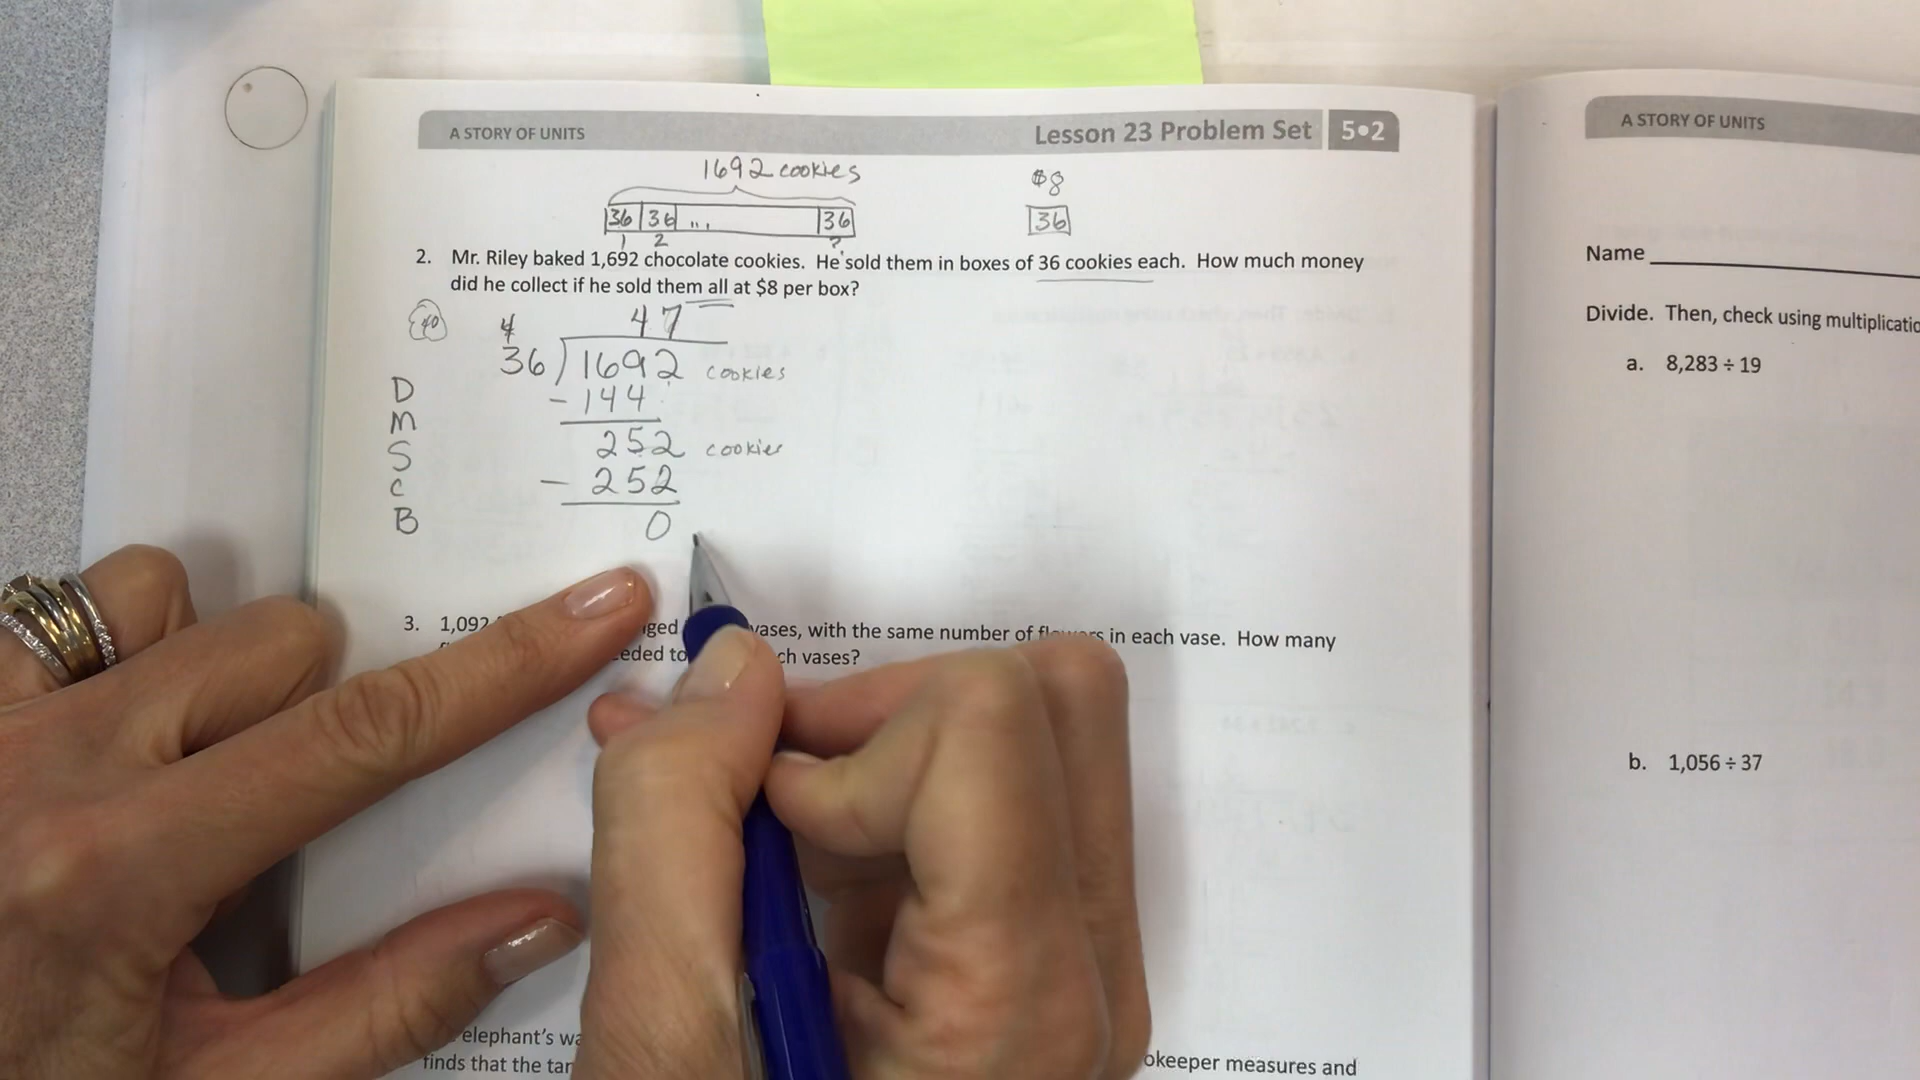 A STORY OF UNITS
Lesson 23 Problem Set 5•2
1692 cookies
$8
36 36 ... 36
36
1 2 ?
2. Mr. Riley baked 1,692 chocolate cookies. He sold them in boxes of 36 cookies each. How much money
did he collect if he sold them all at $8 per box?
40
4
47
36 1692 cookies
D
- 144
M
252 cookies
S
- 252
C
0
B
3. 1,092 vases, with the same number of flowers in each vase. How many
vases?
elephant's
finds that the
measures and
A STORY OF UNITS
Name
Divide. Then, check using
a. 8,283 ÷ 19
b. 1,056 ÷ 37